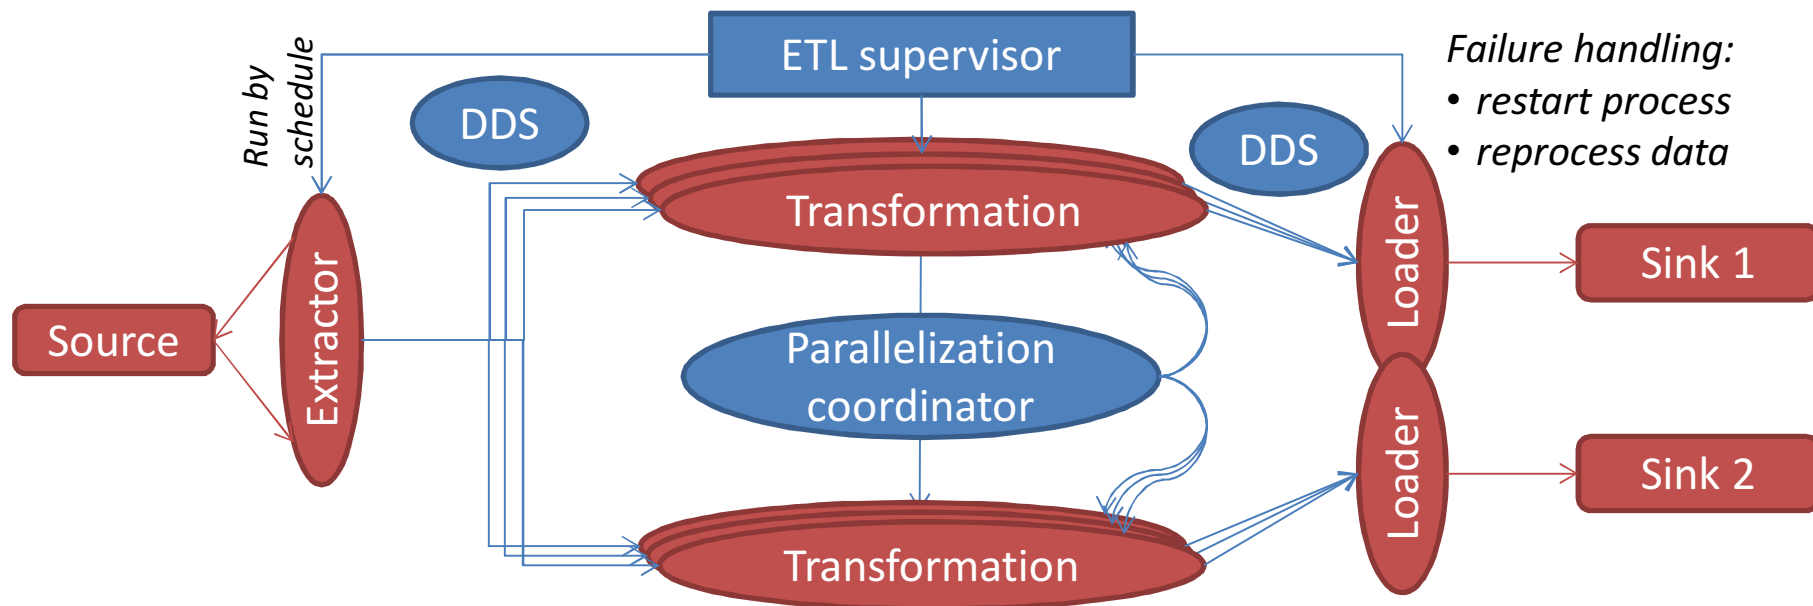 ETL supervisor
Failure handling:
• restart process
• reprocess data
Run by
schedule
DDS
DDS
Transformation
Source
Extractor
Parallelization
coordinator
Loader
Sink 1
Loader
Sink 2
Transformation